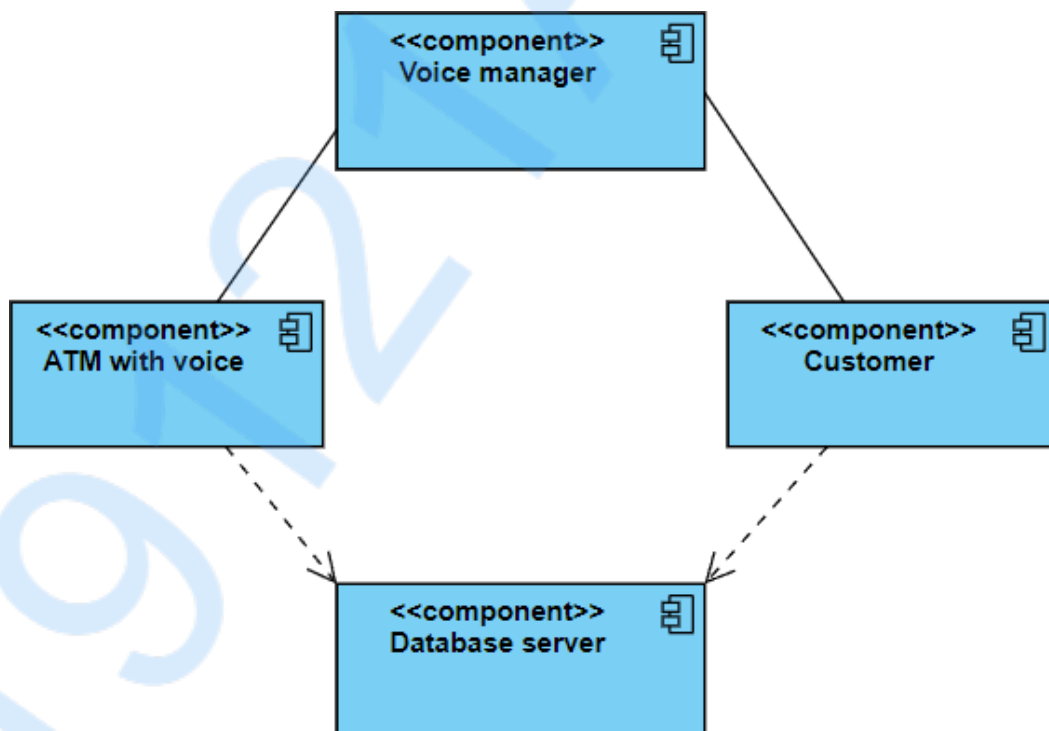 <<component>>
Voice manager
<<component>>
ATM with voice
<<component>>
Customer
<<component>>
Database server